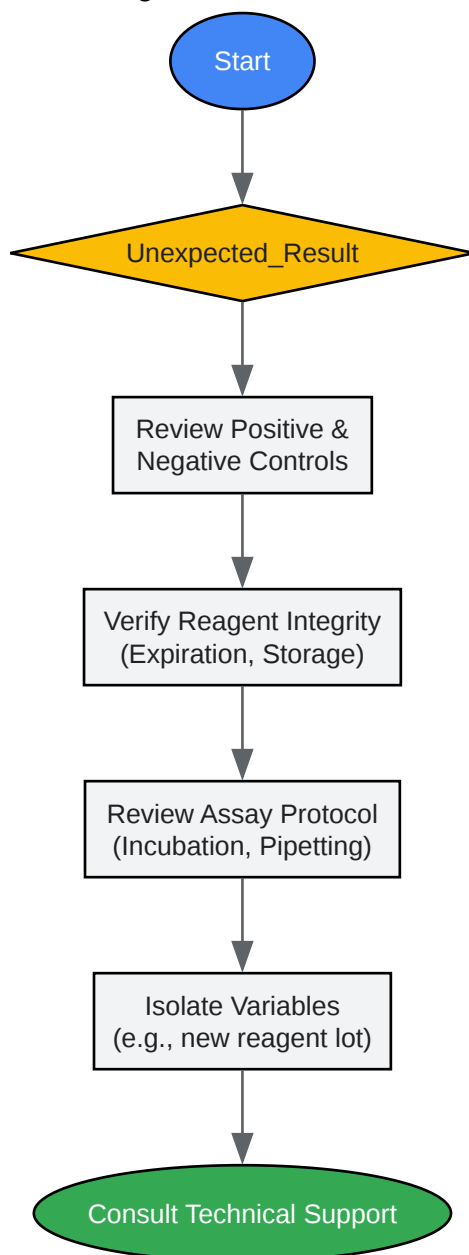 Start
Unexpected_Result
Review Positive &
Negative Controls
Verify Reagent Integrity
(Expiration, Storage)
Review Assay Protocol
(Incubation, Pipetting)
Isolate Variables
(e.g., new reagent lot)
Consult Technical Support